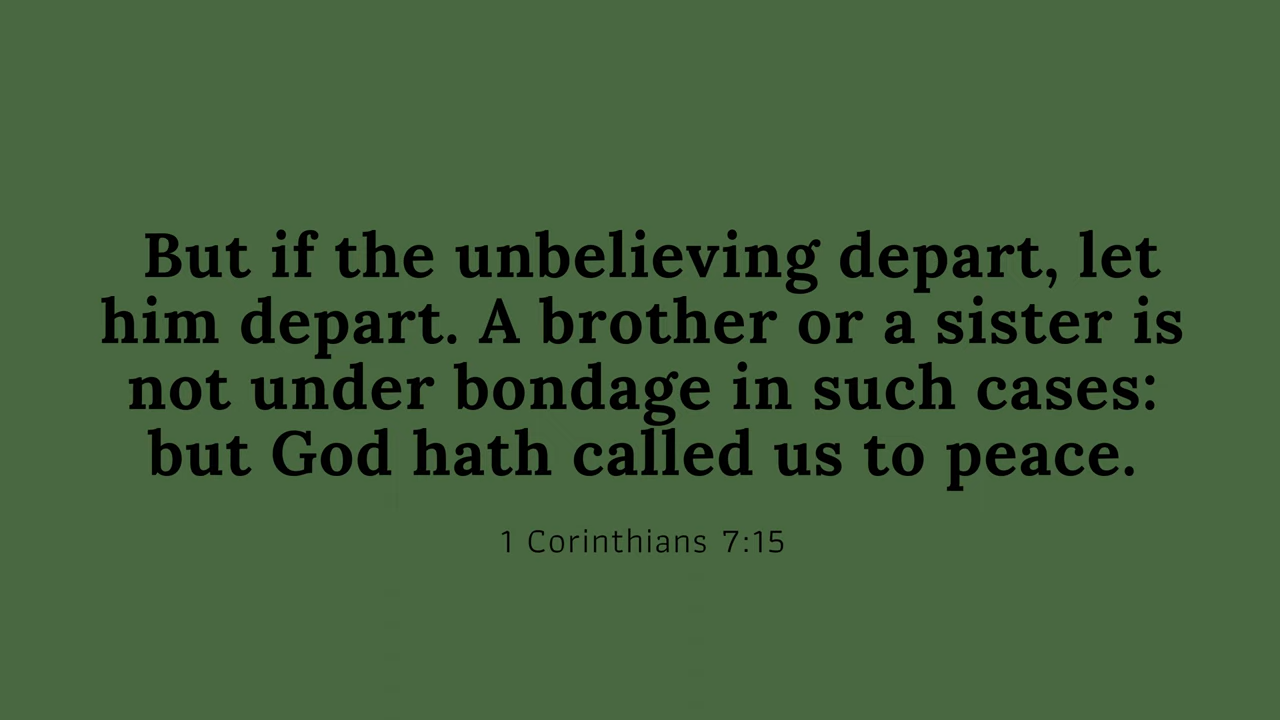 But if the unbelieving depart, let
him depart. A brother or a sister is
not under bondage in such cases:
but God hath called us to peace.
1 Corinthians 7:15